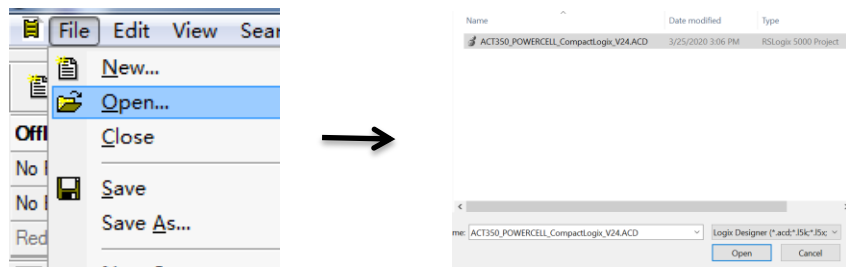 File Edit View Sear
New...
Open...
Offl
Close
No
Save
No
Save As...
Red
Name Date modified Type
ACT350_POWERCELL_CompactLogix_V24.ACD 3/25/2020 3:06 PM RSLogix 5000 Project
me: ACT350_POWERCELL_CompactLogix_V24.ACD Logix Designer (*.acd;*.l5k;*.l5x;
Open Cancel